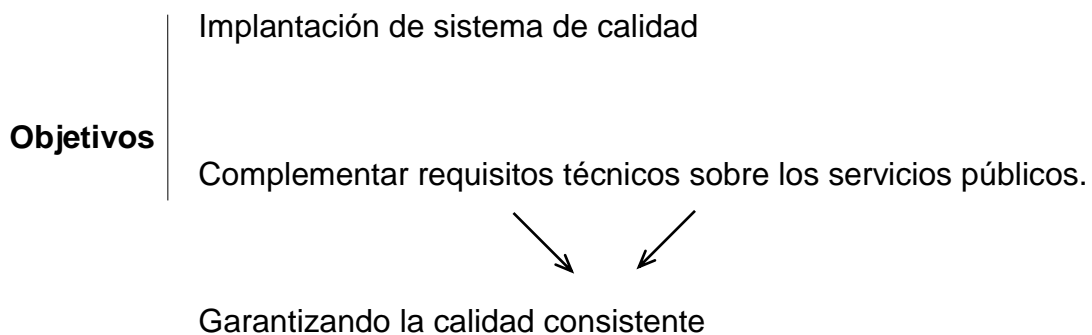 Implantación de sistema de calidad
Objetivos
Complementar requisitos técnicos sobre los servicios públicos.
Garantizando la calidad consistente